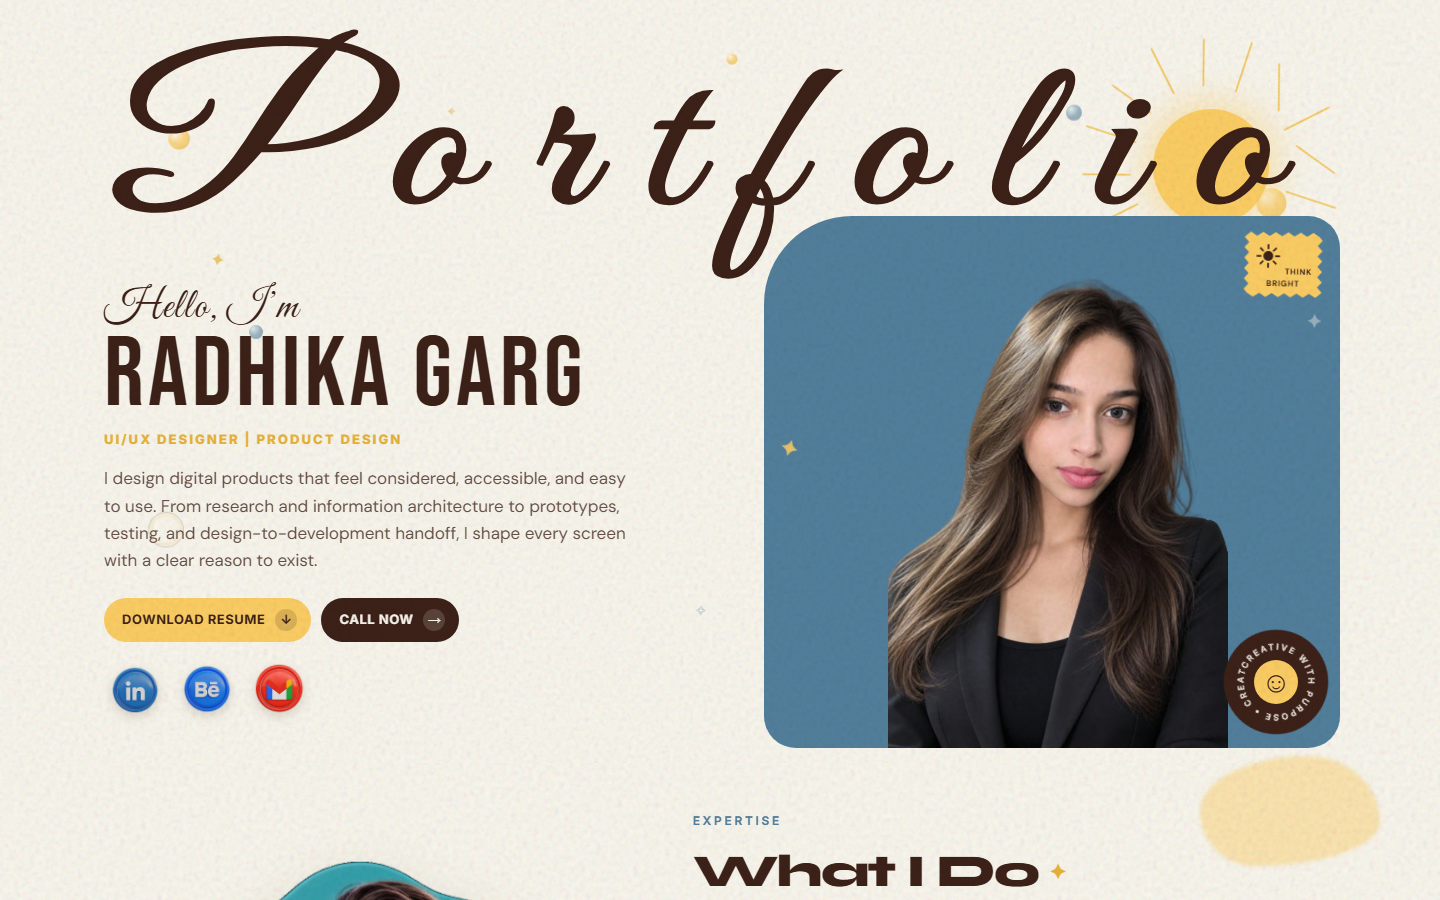 Portfolio
THINK
BRIGHT
Hello, I'm
RADHIKA GARG
UI/UX DESIGNER | PRODUCT DESIGN
I design digital products that feel considered, accessible, and easy
to use. From research and information architecture to prototypes,
testing, and design-to-development handoff, I shape every screen
with a clear reason to exist.
DOWNLOAD RESUME ↓
CALL NOW →
in
Bē
CREATIVE WITH PURPOSE • CREAT
EXPERTISE
What I Do